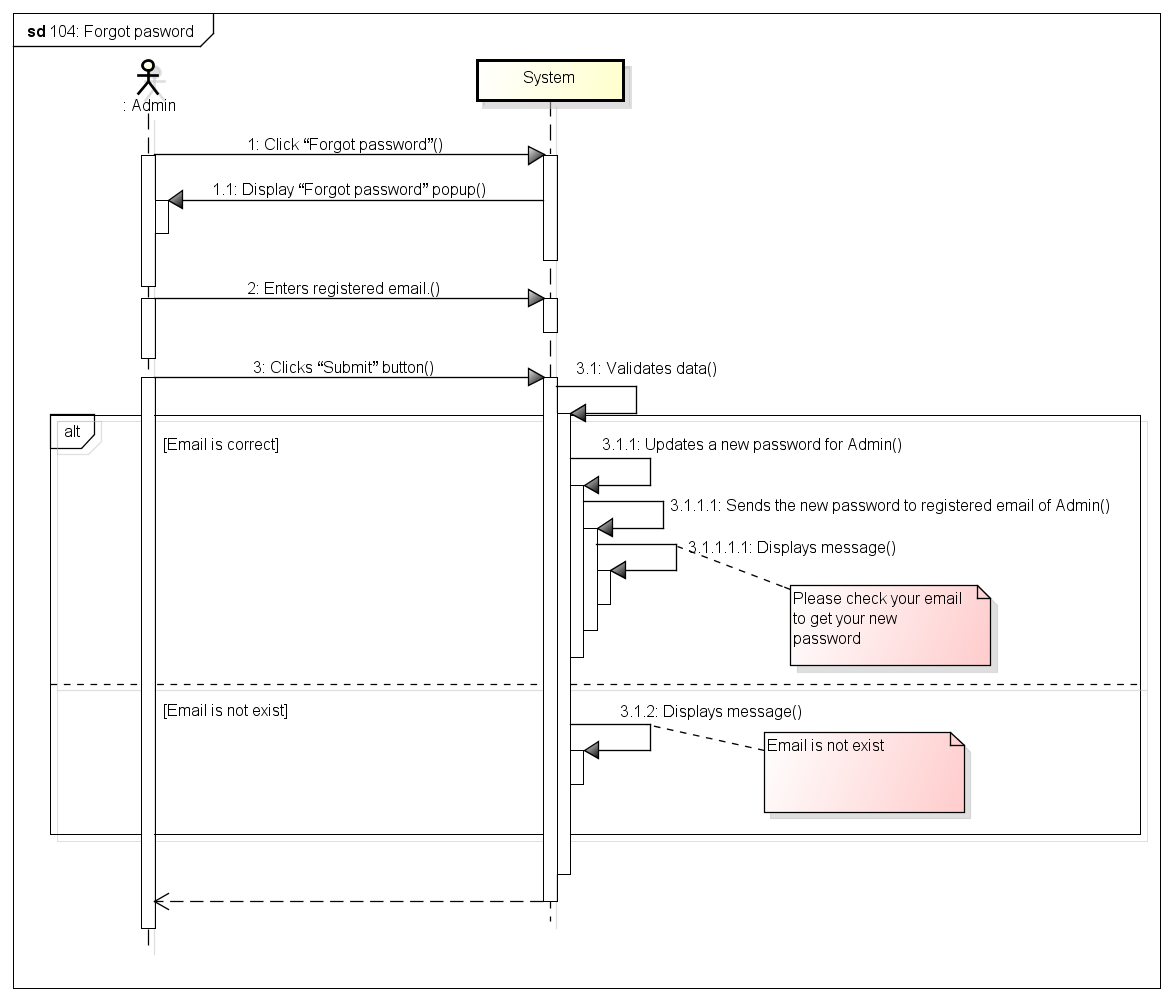 sd 104: Forgot pasword
: Admin
System
1: Click “Forgot password”()
1.1: Display “Forgot password” popup()
2: Enters registered email.()
3: Clicks “Submit” button()
3.1: Validates data()
alt
[Email is correct]
3.1.1: Updates a new password for Admin()
3.1.1.1: Sends the new password to registered email of Admin()
3.1.1.1.1: Displays message()
Please check your email
to get your new
password
[Email is not exist]
3.1.2: Displays message()
Email is not exist